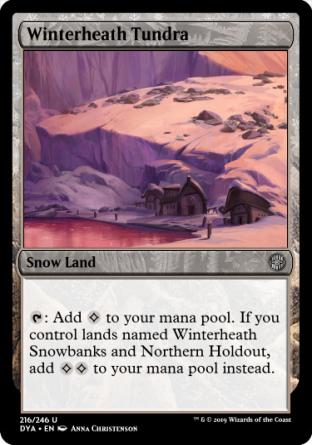 Winterheath Tundra
Snow Land
: Add to your mana pool. If you
control lands named Winterheath
Snowbanks and Northern Holdout,
add to your mana pool instead.
216/246 U
DYA • EN Anna Christenson
™ & © 2019 Wizards of the Coast